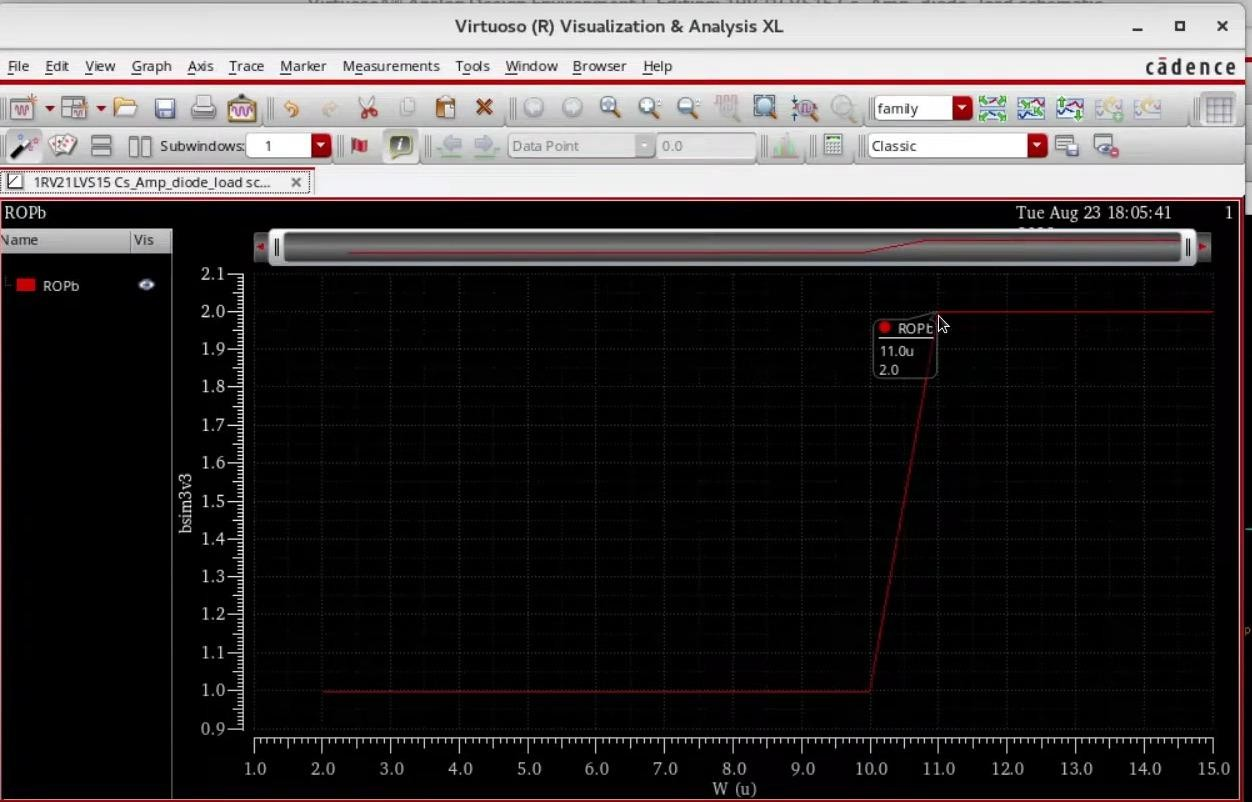 Virtuoso (R) Visualization & Analysis XL
File Edit View Graph Axis Trace Marker Measurements Tools Window Browser Help
cādence
family
Subwindows: 1
Data Point
0.0
Classic
1RV21LVS15 Cs_Amp_diode_load sc...
ROPb
Tue Aug 23 18:05:41
1
Name Vis
ROPb
2.1
2.0
1.9
1.8
1.7
1.6
1.5
1.4
1.3
1.2
1.1
1.0
0.9
bsim3v3
ROPb
11.0u
2.0
1.0 2.0 3.0 4.0 5.0 6.0 7.0 8.0 9.0 10.0 11.0 12.0 13.0 14.0 15.0
W (u)